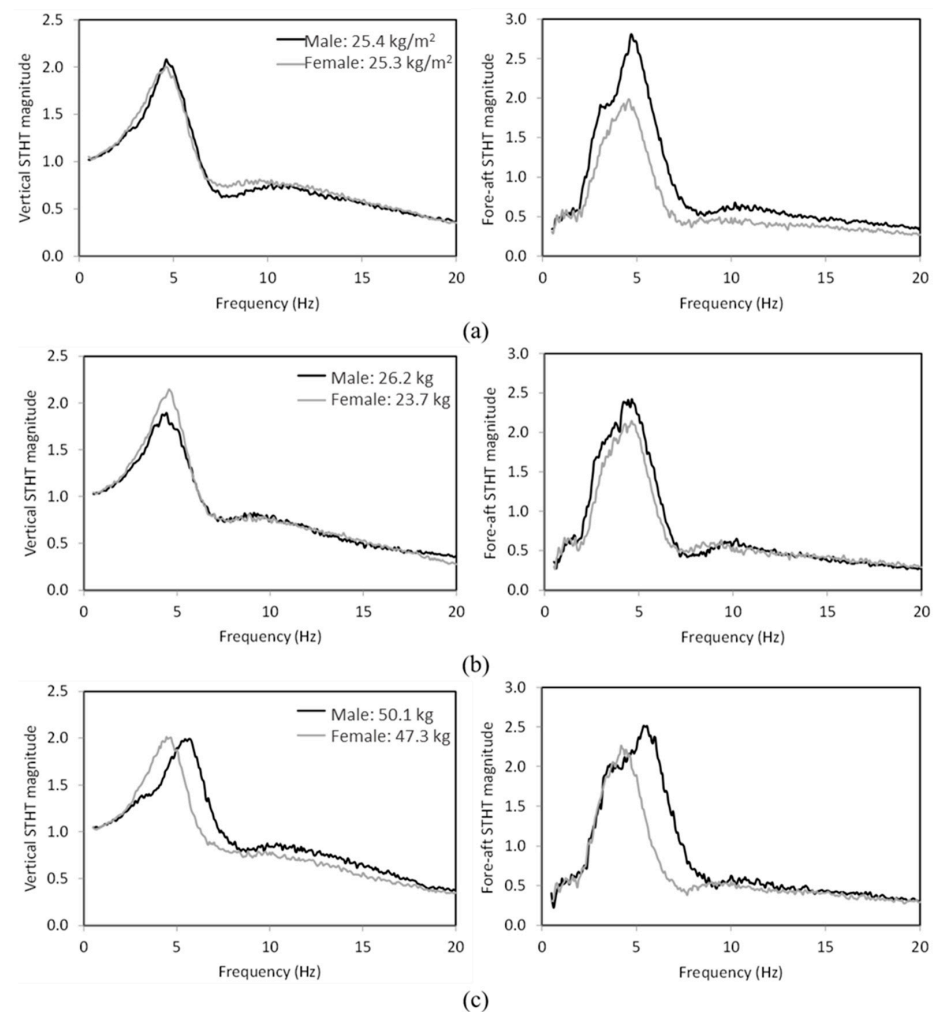 2.5
2.0
1.5
1.0
0.5
0.0
Vertical STHT magnitude
Male: 25.4 kg/m²
Female: 25.3 kg/m²
0 5 10 15 20
Frequency (Hz)
3.0
2.5
2.0
1.5
1.0
0.5
0.0
Fore-aft STHT magnitude
0 5 10 15 20
Frequency (Hz)
(a)
2.5
2.0
1.5
1.0
0.5
0.0
Vertical STHT magnitude
Male: 26.2 kg
Female: 23.7 kg
0 5 10 15 20
Frequency (Hz)
3.0
2.5
2.0
1.5
1.0
0.5
0.0
Fore-aft STHT magnitude
0 5 10 15 20
Frequency (Hz)
(b)
2.5
2.0
1.5
1.0
0.5
0.0
Vertical STHT magnitude
Male: 50.1 kg
Female: 47.3 kg
0 5 10 15 20
Frequency (Hz)
3.0
2.5
2.0
1.5
1.0
0.5
0.0
Fore-aft STHT magnitude
0 5 10 15 20
Frequency (Hz)
(c)